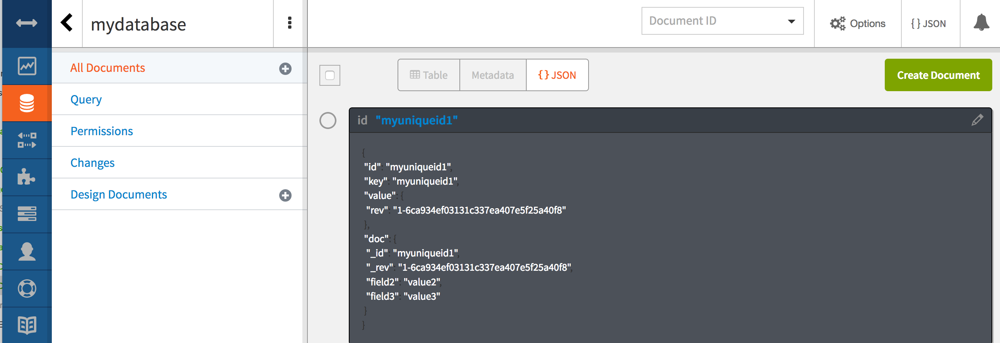 mydatabase
Document ID
Options
{ } JSON
All Documents
Query
Permissions
Changes
Design Documents
Table
Metadata
{ } JSON
Create Document
id "myuniqueid1"
{
"id": "myuniqueid1",
"key": "myuniqueid1",
"value": {
"rev": "1-6ca934ef03131c337ea407e5f25a40f8"
},
"doc": {
"_id": "myuniqueid1",
"_rev": "1-6ca934ef03131c337ea407e5f25a40f8",
"field2": "value2",
"field3": "value3"
}
}